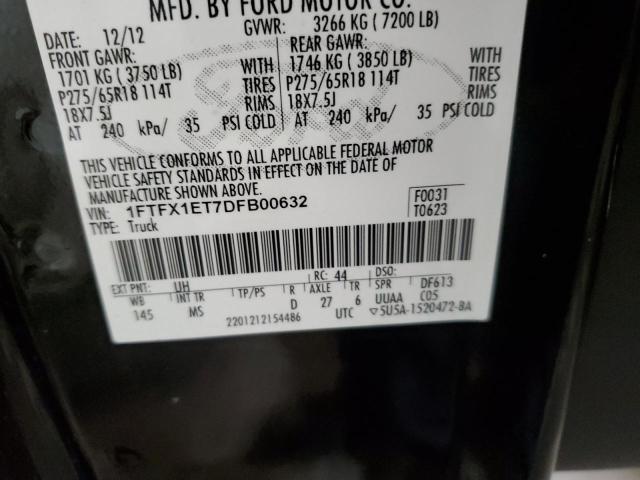 MFD. BY FORD MOTOR CO.
DATE: 12/12 GVWR: 3266 KG ( 7200 LB)
FRONT GAWR: REAR GAWR:
1701 KG ( 3750 LB) WITH 1746 KG ( 3850 LB) WITH
P275/65R18 114T TIRES P275/65R18 114T TIRES
18X7.5J RIMS 18X7.5J RIMS
AT 240 kPa/ 35 PSI COLD AT 240 kPa/ 35 PSI COLD
Ford
THIS VEHICLE CONFORMS TO ALL APPLICABLE FEDERAL MOTOR
VEHICLE SAFETY STANDARDS IN EFFECT ON THE DATE OF
MANUFACTURE SHOWN ABOVE.
VIN: 1FTFX1ET7DFB00632 F0031
TYPE: Truck T0623
EXT PNT: UH RC: 44 DSO:
WB INT TR TP/PS R AXLE TR SPR DF613
145 MS D 27 6 UUAA C05
2201212154486 UTC ▽5U5A-1520472-BA